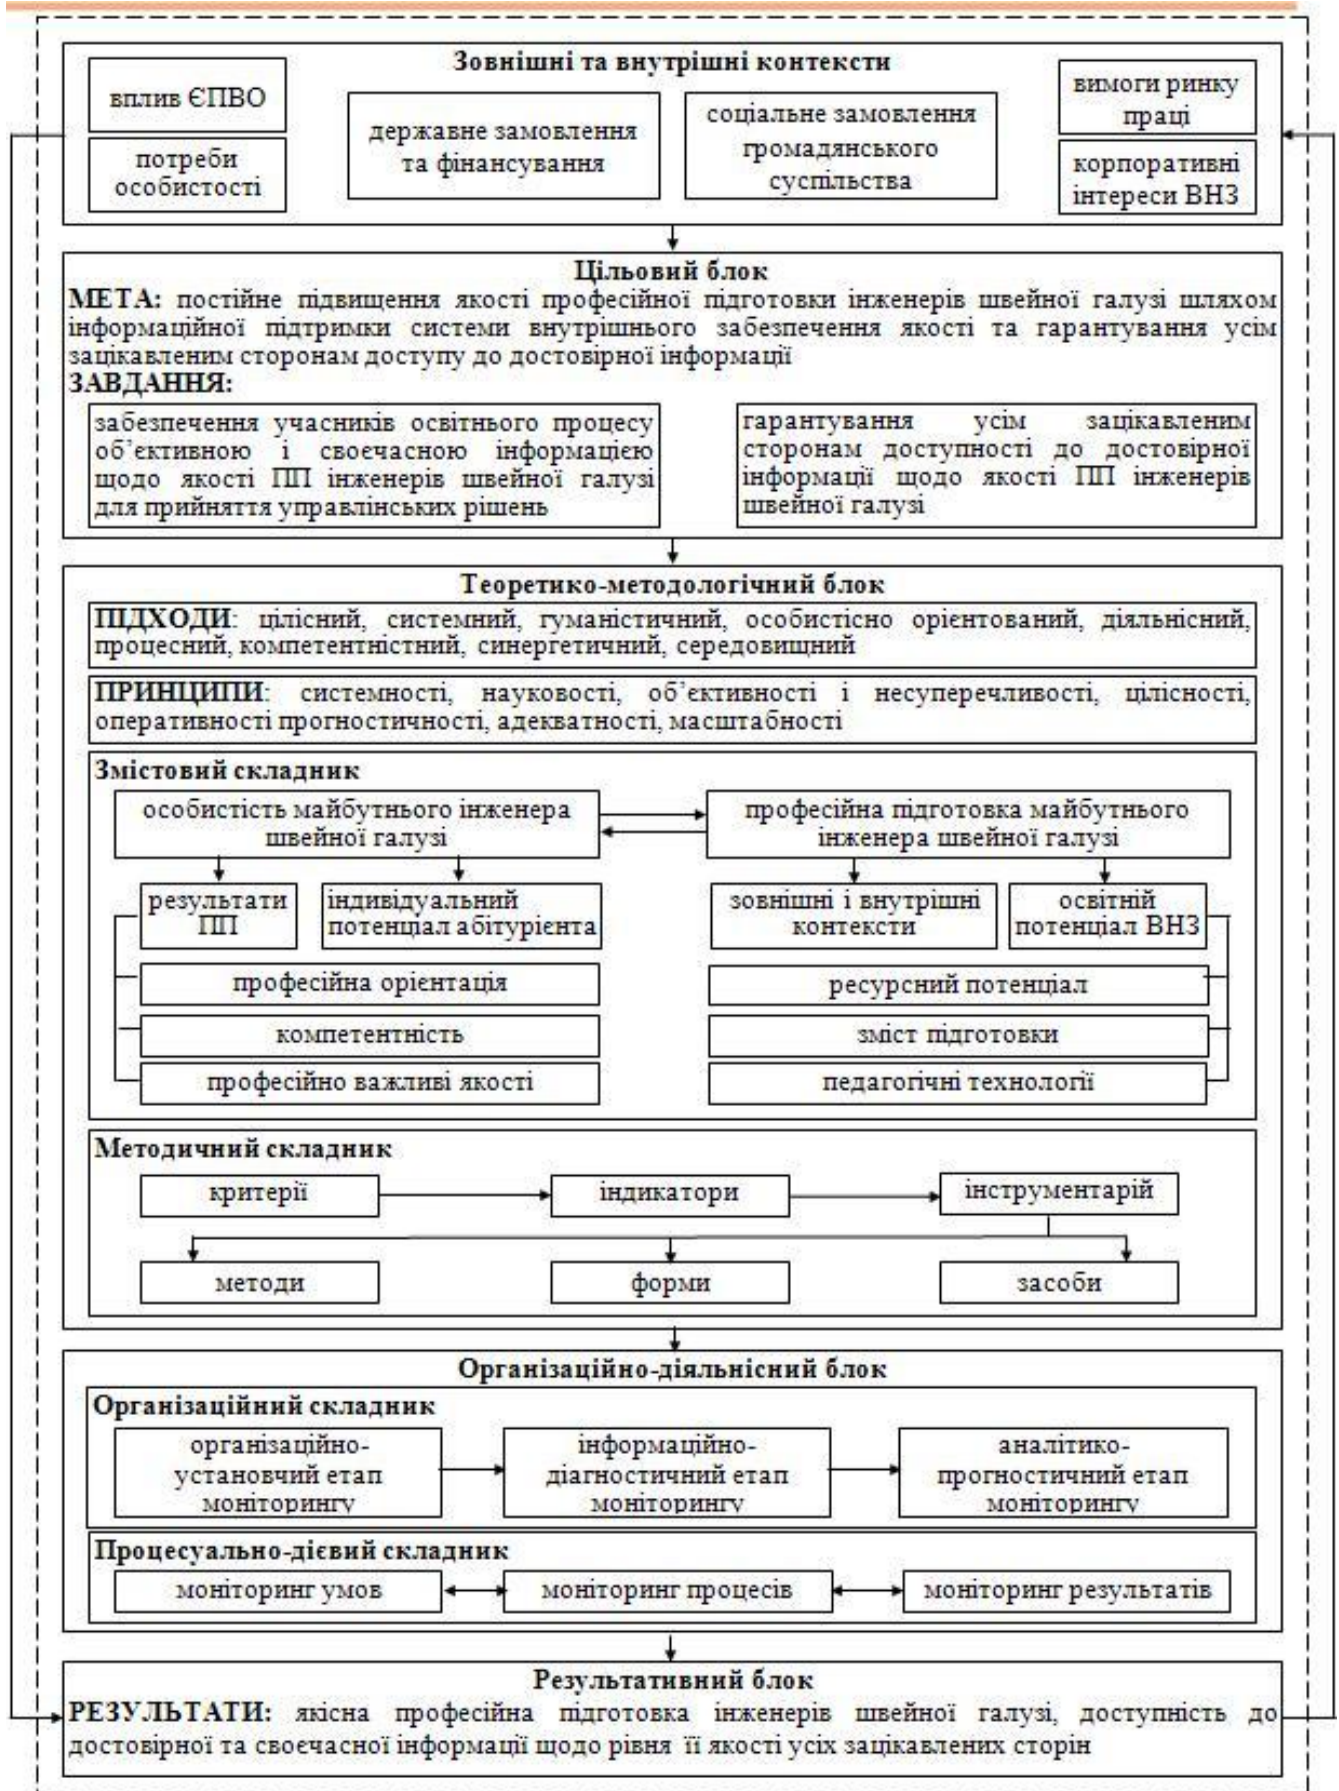 Зовнішні та внутрішні контексти
вплив ЄПВО
потреби
особистості
державне замовлення
та фінансування
соціальне замовлення
громадянського
суспільства
вимоги ринку
праці
корпоративні
інтереси ВНЗ
Цільовий блок
МЕТА: постійне підвищення якості професійної підготовки інженерів швейної галузі шляхом
інформаційної підтримки системи внутрішнього забезпечення якості та гарантування усім
зацікавленим сторонам доступу до достовірної інформації
ЗАВДАННЯ:
забезпечення учасників освітнього процесу
об’єктивною і своєчасною інформацією
щодо якості ПП інженерів швейної галузі
для прийняття управлінських рішень
гарантування усім зацікавленим
сторонам доступності до достовірної
інформації щодо якості ПП інженерів
швейної галузі
Теоретико-методологічний блок
ПІДХОДИ: цілісний, системний, гуманістичний, особистісно орієнтований, діяльнісний,
процесний, компетентністний, синергетичний, середовищний
ПРИНЦИПИ: системності, науковості, об’єктивності і несуперечливості, цілісності,
оперативності прогностичності, адекватності, масштабності
Змістовий складник
особистість майбутнього інженера
швейної галузі
професійна підготовка майбутнього
інженера швейної галузі
результати
ПП
індивідуальний
потенціал абітурієнта
зовнішні і внутрішні
контексти
освітній
потенціал ВНЗ
професійна орієнтація
ресурсний потенціал
компетентність
зміст підготовки
професійно важливі якості
педагогічні технології
Методичний складник
критерії
індикатори
інструментарій
методи
форми
засоби
Організаційно-діяльнісний блок
Організаційний складник
організаційно-
установчий етап
моніторингу
інформаційно-
діагностичний етап
моніторингу
аналітико-
прогностичний етап
моніторингу
Процесуально-дієвий складник
моніторинг умов
моніторинг процесів
моніторинг результатів
Результативний блок
РЕЗУЛЬТАТИ: якісна професійна підготовка інженерів швейної галузі, доступність до
достовірної та своєчасної інформації щодо рівня її якості усіх зацікавлених сторін